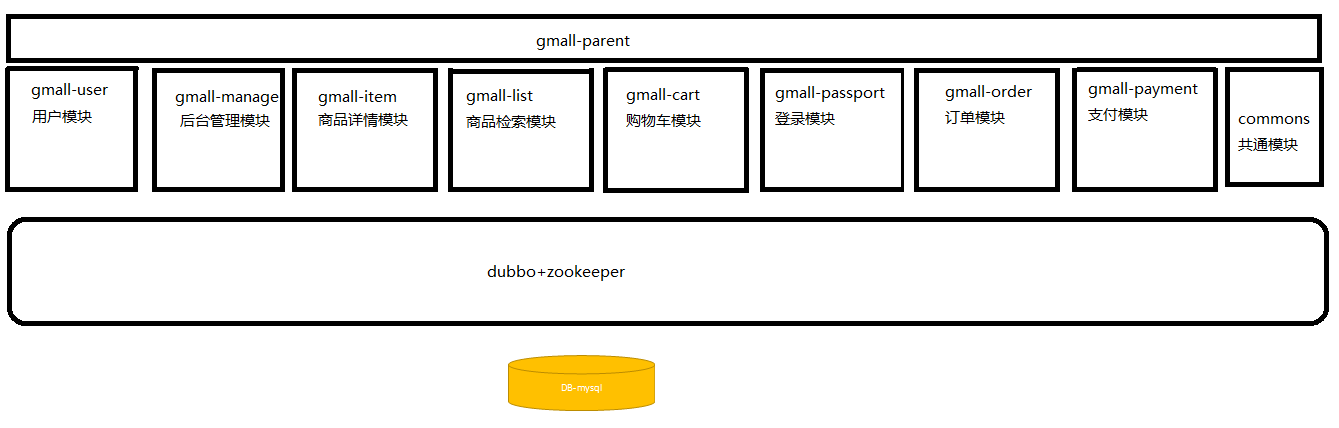 gmall-parent
gmall-user
用户模块
gmall-manage
后台管理模块
gmall-item
商品详情模块
gmall-list
商品检索模块
gmall-cart
购物车模块
gmall-passport
登录模块
gmall-order
订单模块
gmall-payment
支付模块
commons
共通模块
dubbo+zookeeper
DB-mysql